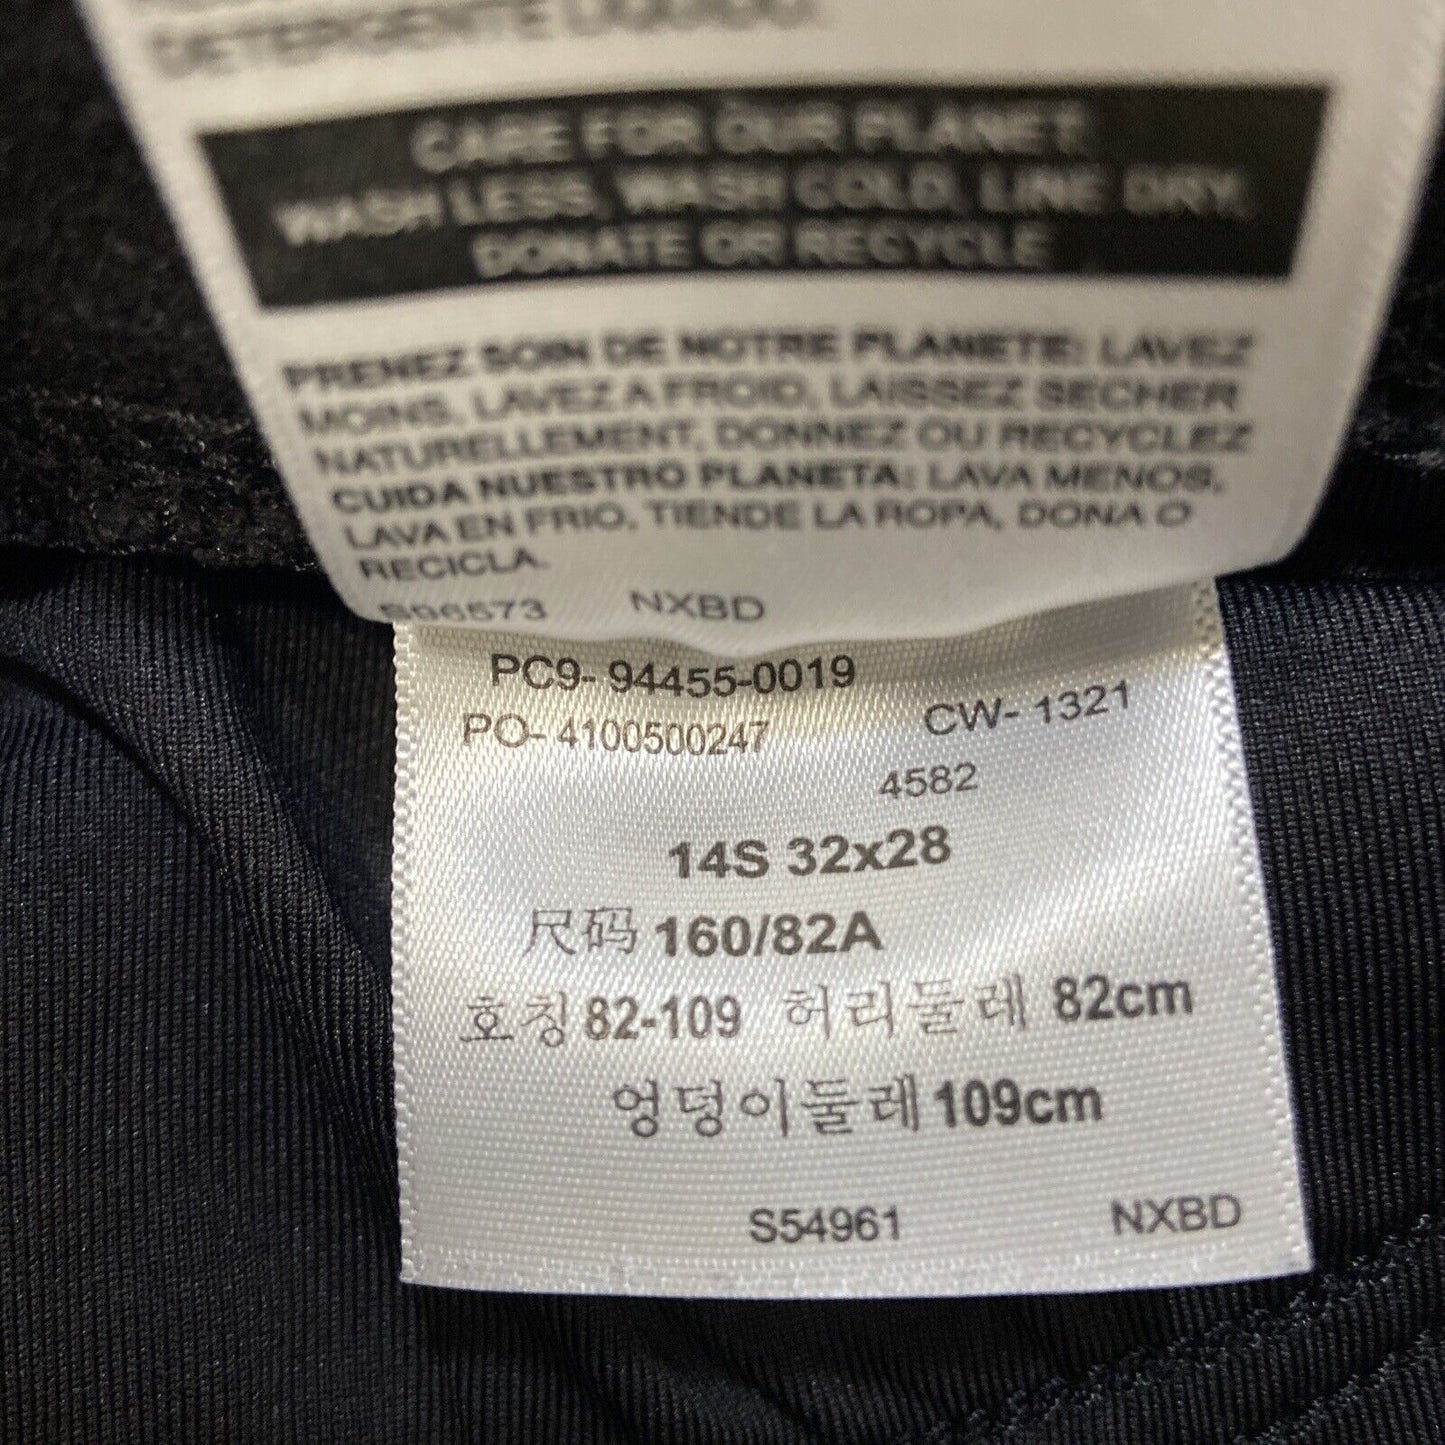 DETERGENTE LIQUIDO.
CARE FOR OUR PLANET:
WASH LESS, WASH COLD, LINE DRY,
DONATE OR RECYCLE
PRENEZ SOIN DE NOTRE PLANETE: LAVEZ
MOINS, LAVEZ A FROID, LAISSEZ SECHER
NATURELLEMENT, DONNEZ OU RECYCLEZ
CUIDA NUESTRO PLANETA: LAVA MENOS,
LAVA EN FRIO, TIENDE LA ROPA, DONA O
RECICLA.
S96573 NXBD
PC9- 94455-0019
PO- 4100500247 CW- 1321
4582
14S 32x28
尺码 160/82A
호칭 82-109 허리둘레 82cm
엉덩이둘레 109cm
S54961 NXBD